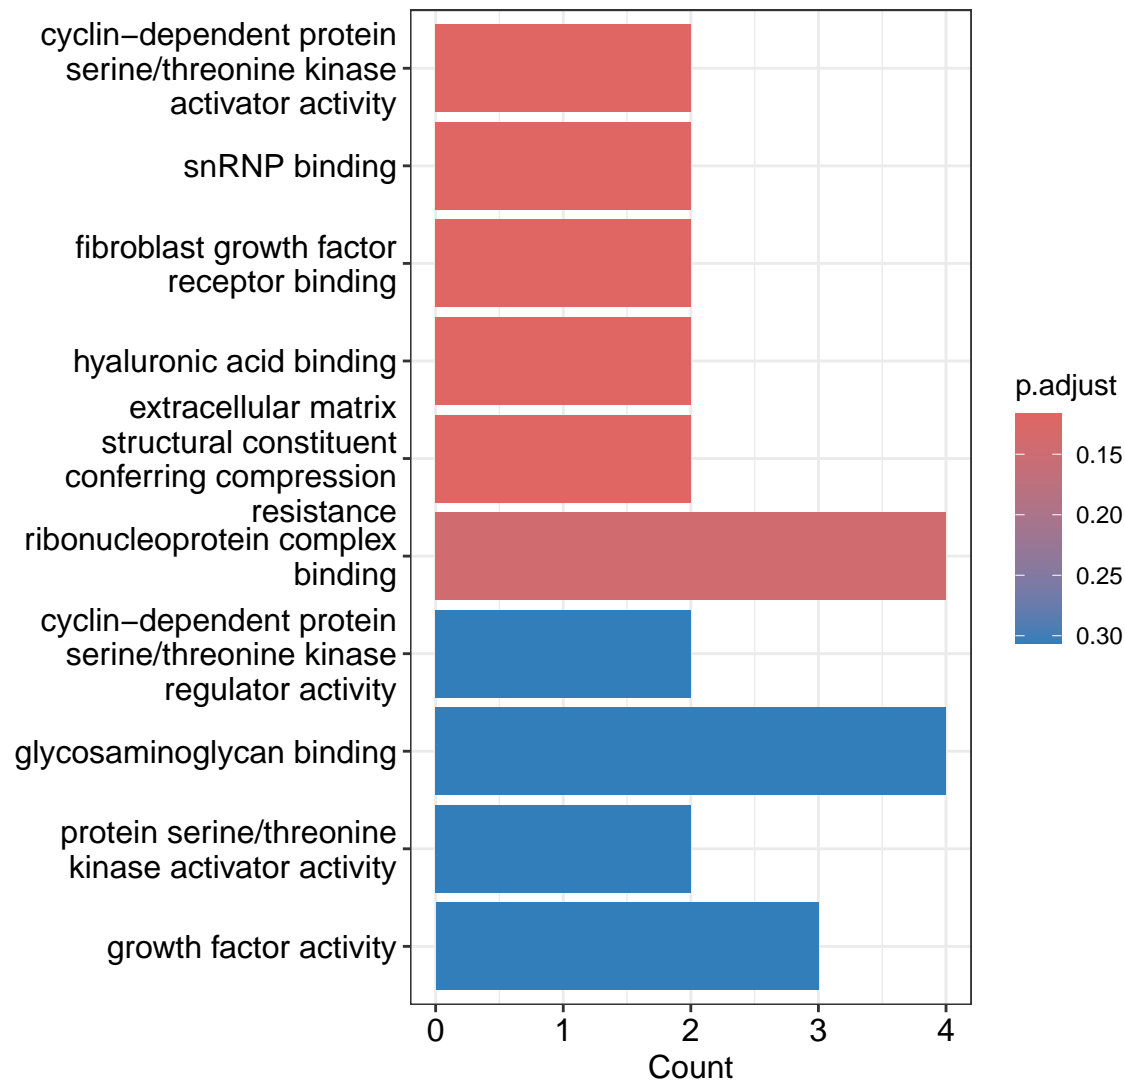 cyclin−dependent protein
serine/threonine kinase
activator activity
snRNP binding
fibroblast growth factor
receptor binding
hyaluronic acid binding
extracellular matrix
structural constituent
conferring compression
resistance
ribonucleoprotein complex
binding
cyclin−dependent protein
serine/threonine kinase
regulator activity
glycosaminoglycan binding
protein serine/threonine
kinase activator activity
growth factor activity
0 1 2 3 4
Count
p.adjust
0.15
0.20
0.25
0.30